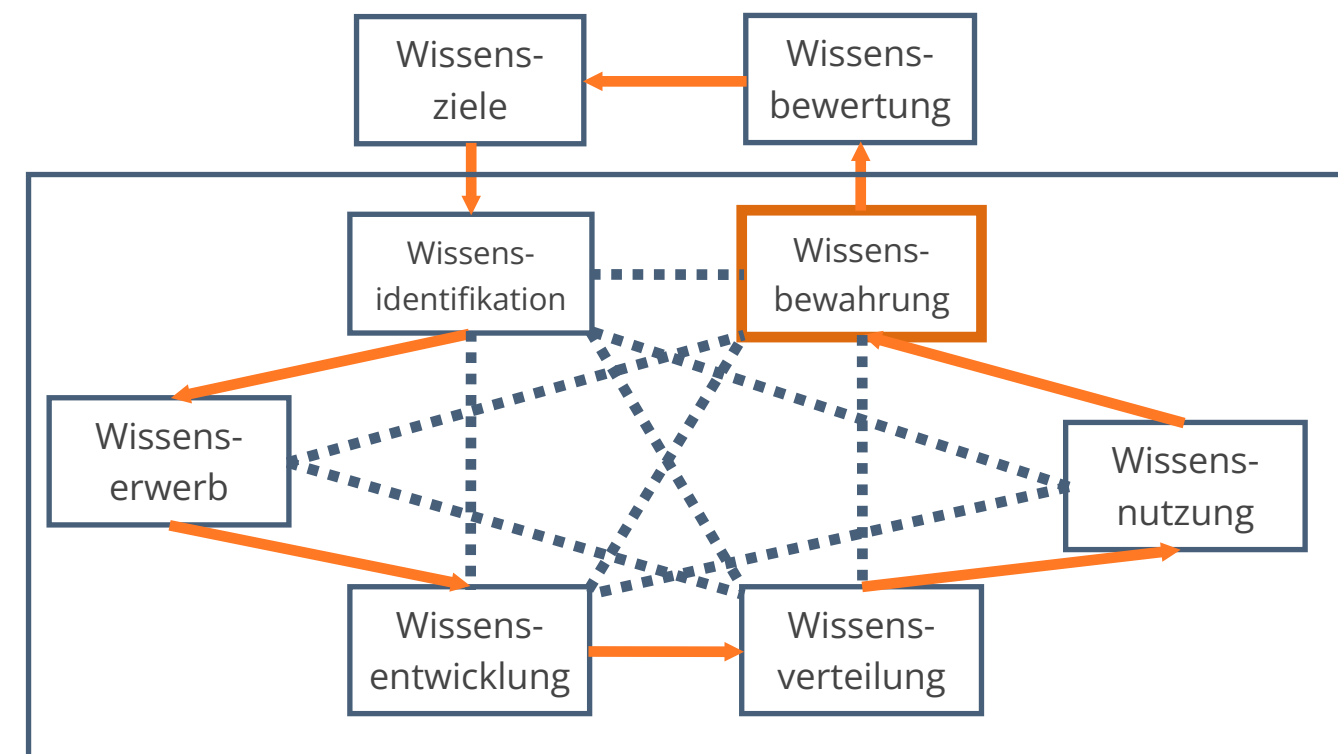 Wissens-
ziele
Wissens-
bewertung
Wissens-
identifikation
Wissens-
bewahrung
Wissens-
erwerb
Wissens-
nutzung
Wissens-
entwicklung
Wissens-
verteilung